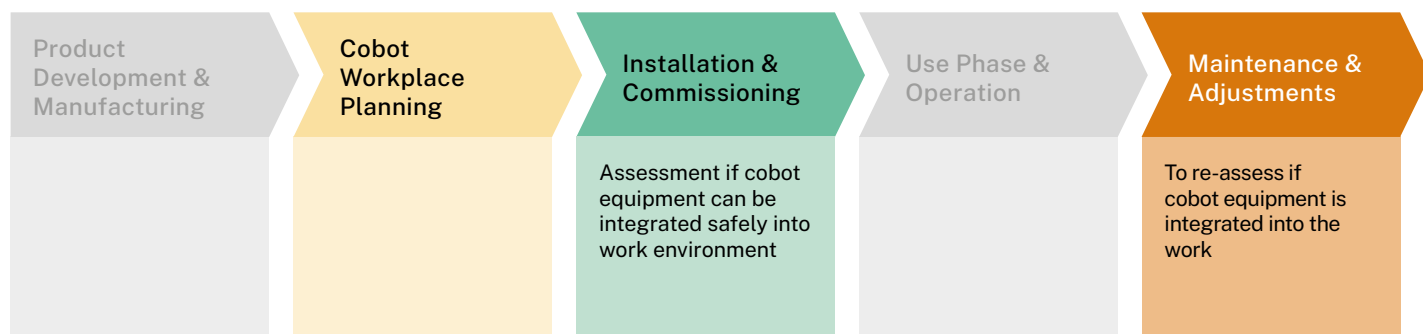 Product
Development &
Manufacturing
Cobot
Workplace
Planning
Installation &
Commissioning
Use Phase &
Operation
Maintenance &
Adjustments
Assessment if cobot
equipment can be
integrated safely into
work environment
To re-assess if
cobot equipment is
integrated into the
work